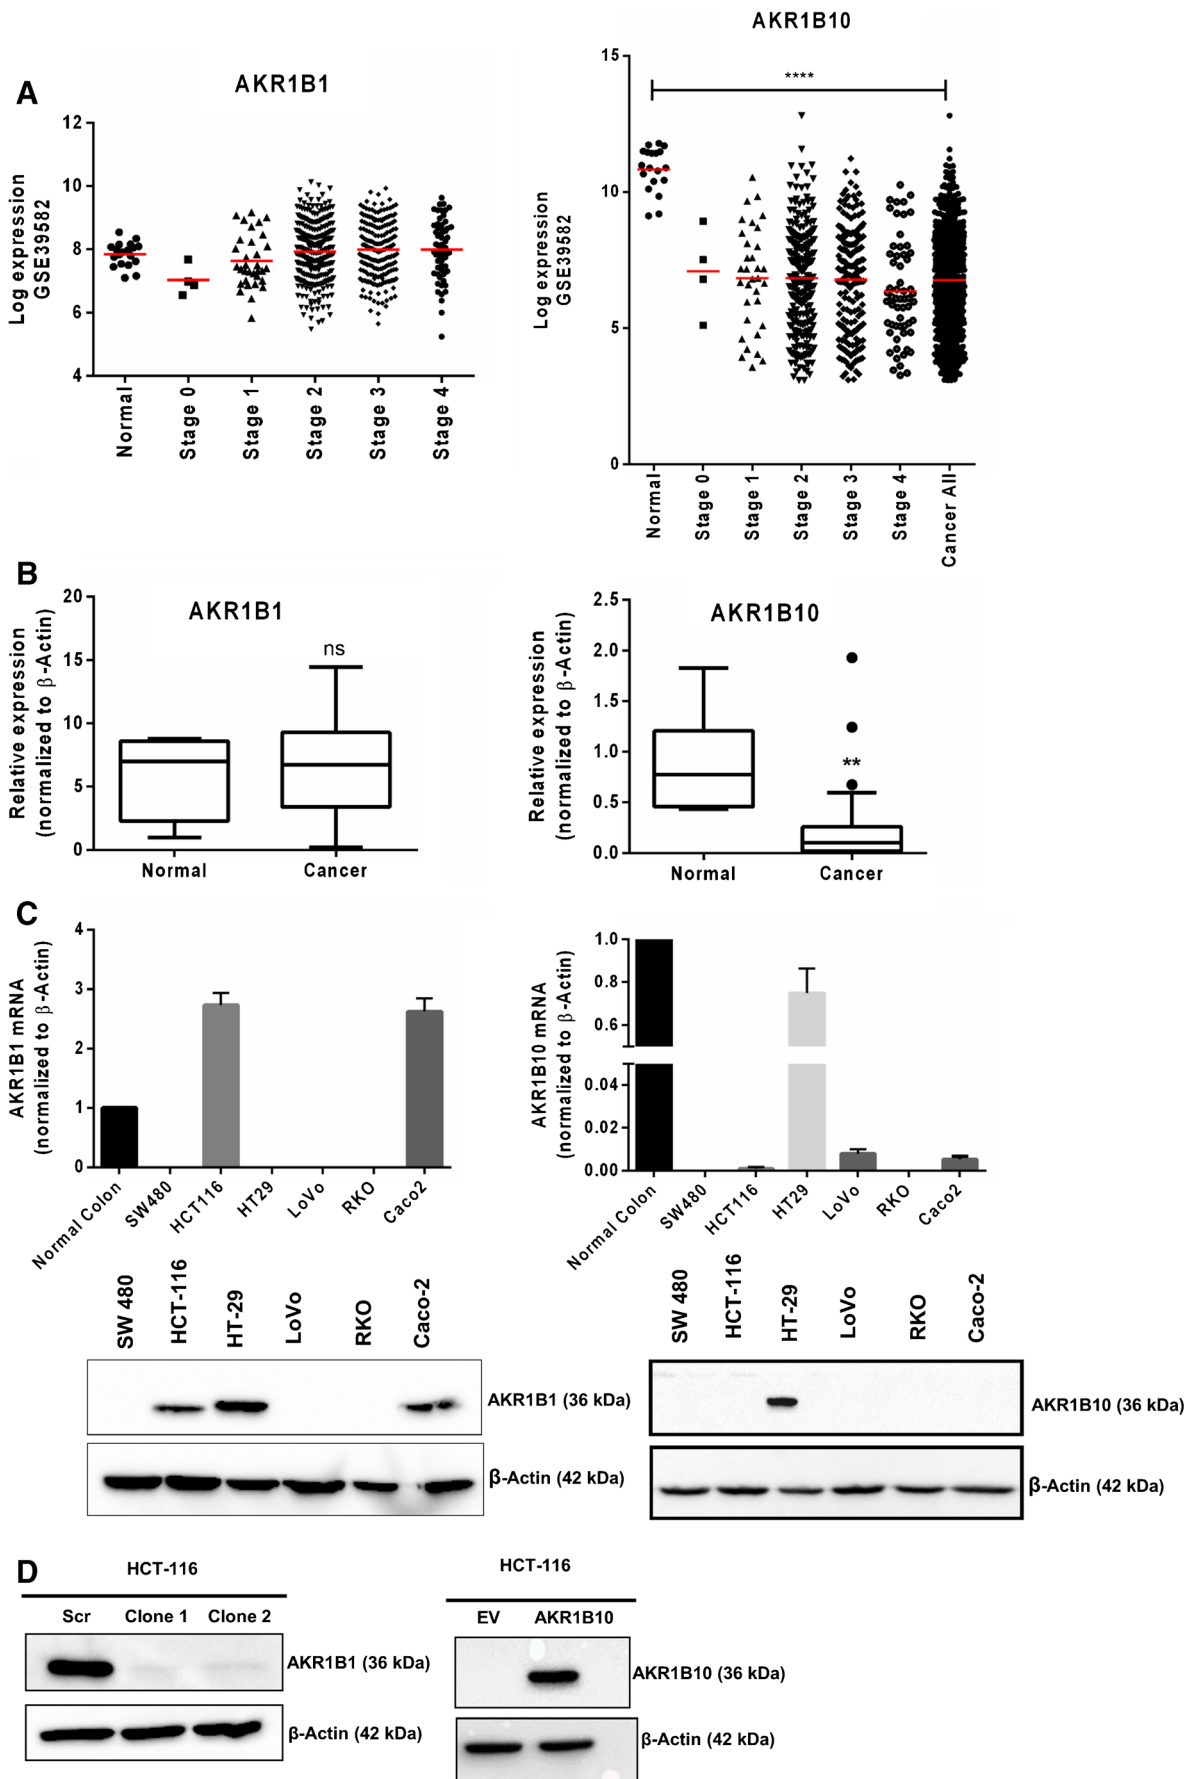 A
AKR1B1
Log expression
GSE39582
12
10
8
6
4
Normal
Stage 0
Stage 1
Stage 2
Stage 3
Stage 4
AKR1B10
Log expression
GSE39582
15
10
5
0
****
Normal
Stage 0
Stage 1
Stage 2
Stage 3
Stage 4
Cancer All
B
AKR1B1
Relative expression
(normalized to β-Actin)
20
15
10
5
0
ns
Normal
Cancer
AKR1B10
Relative expression
(normalized to β-Actin)
2.5
2.0
1.5
1.0
0.5
0.0
**
Normal
Cancer
C
AKR1B1 mRNA
(normalized to β-Actin)
4
3
2
1
0
Normal Colon
SW480
HCT116
HT29
LoVo
RKO
Caco2
AKR1B10 mRNA
(normalized to β-Actin)
1.0
0.8
0.6
0.04
0.02
0.00
Normal Colon
SW480
HCT116
HT29
LoVo
RKO
Caco2
SW 480
HCT-116
HT-29
LoVo
RKO
Caco-2
AKR1B1 (36 kDa)
β-Actin (42 kDa)
SW 480
HCT-116
HT-29
LoVo
RKO
Caco-2
AKR1B10 (36 kDa)
β-Actin (42 kDa)
D
HCT-116
Scr Clone 1 Clone 2
AKR1B1 (36 kDa)
β-Actin (42 kDa)
HCT-116
EV AKR1B10
AKR1B10 (36 kDa)
β-Actin (42 kDa)